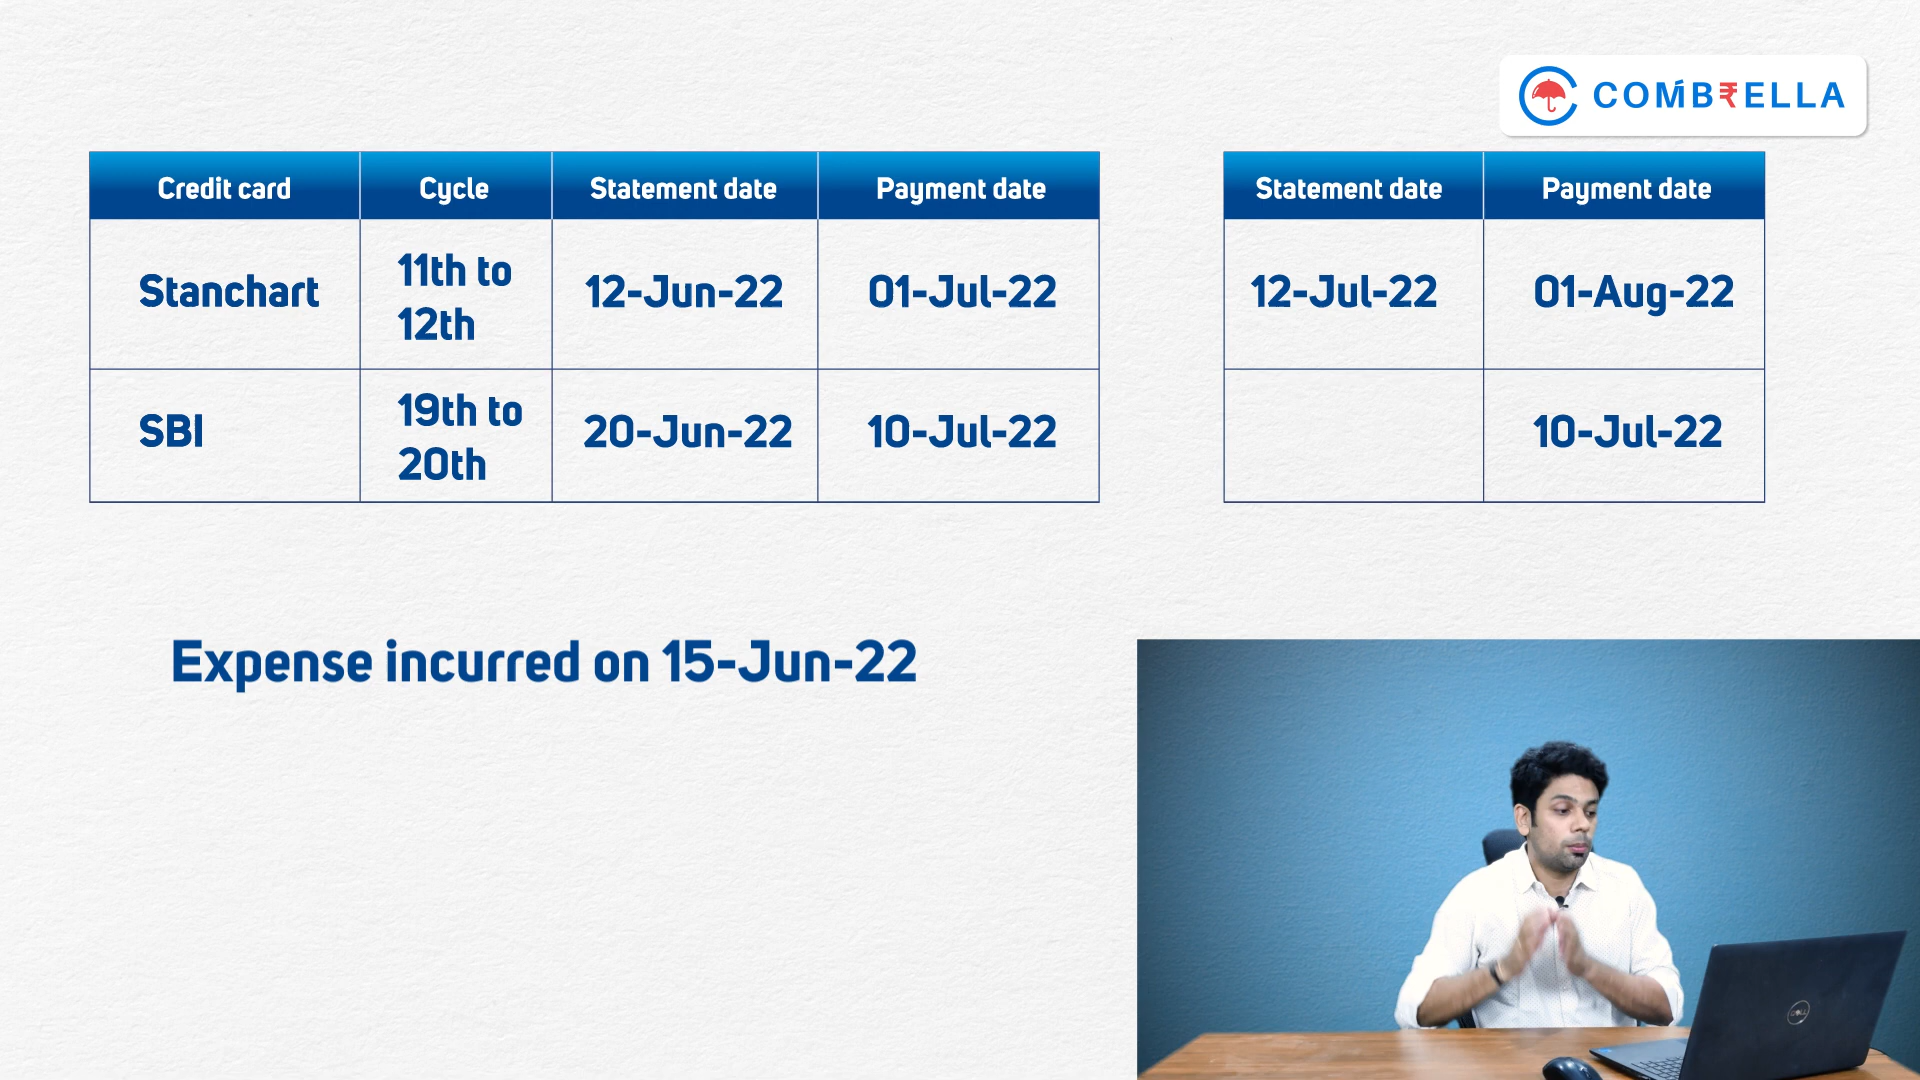 COMBRELLA
Credit card Cycle Statement date Payment date
Stanchart 11th to 12th 12-Jun-22 01-Jul-22
SBI 19th to 20th 20-Jun-22 10-Jul-22
Statement date Payment date
12-Jul-22 01-Aug-22
10-Jul-22
Expense incurred on 15-Jun-22
DELL